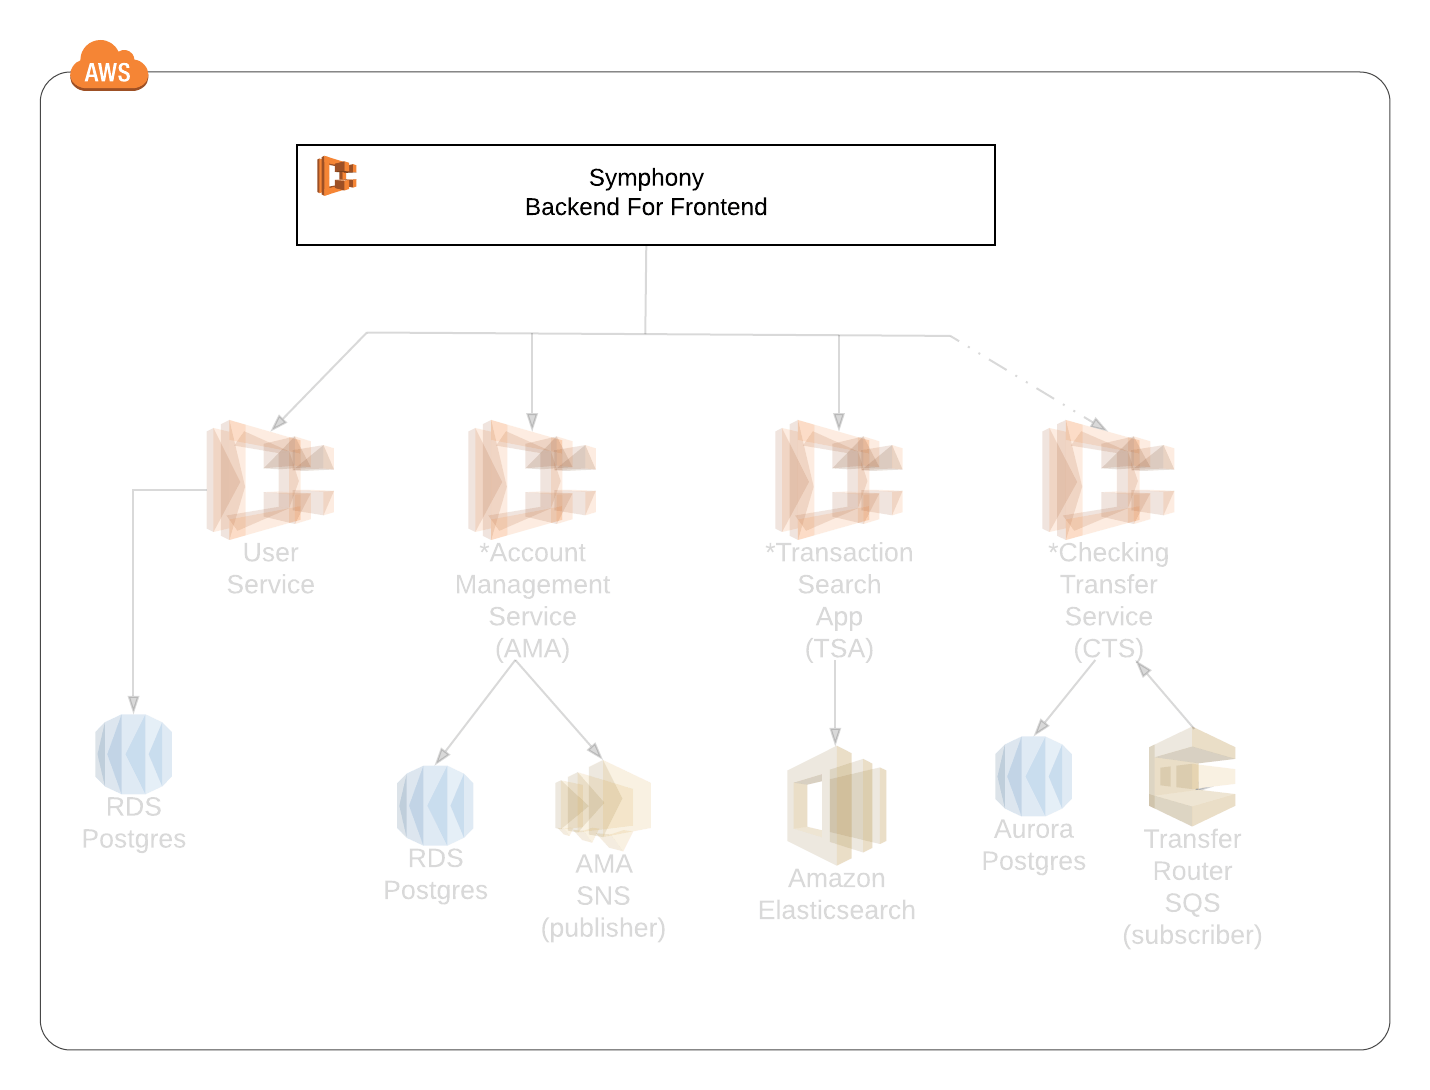 AWS
Symphony
Backend For Frontend
User
Service
*Account
Management
Service
(AMA)
*Transaction
Search
App
(TSA)
*Checking
Transfer
Service
(CTS)
RDS
Postgres
RDS
Postgres
AMA
SNS
(publisher)
Amazon
Elasticsearch
Aurora
Postgres
Transfer
Router
SQS
(subscriber)